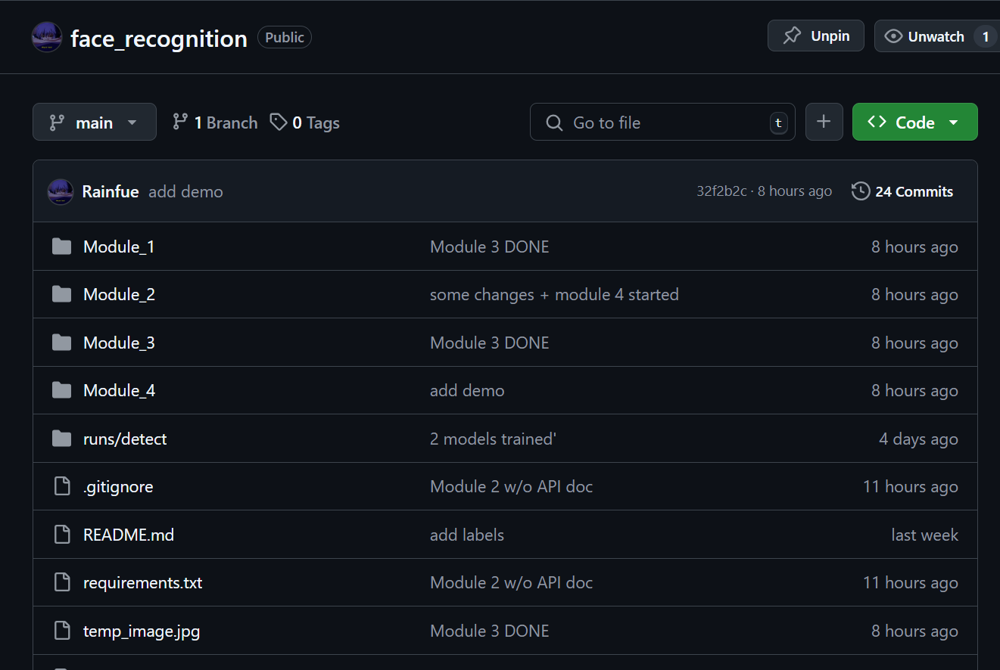 face_recognition Public Unpin Unwatch 1
main 1 Branch 0 Tags Go to file t + Code
Rainfue add demo 32f2b2c · 8 hours ago 24 Commits
Module_1 Module 3 DONE 8 hours ago
Module_2 some changes + module 4 started 8 hours ago
Module_3 Module 3 DONE 8 hours ago
Module_4 add demo 8 hours ago
runs/detect 2 models trained' 4 days ago
.gitignore Module 2 w/o API doc 11 hours ago
README.md add labels last week
requirements.txt Module 2 w/o API doc 11 hours ago
temp_image.jpg Module 3 DONE 8 hours ago